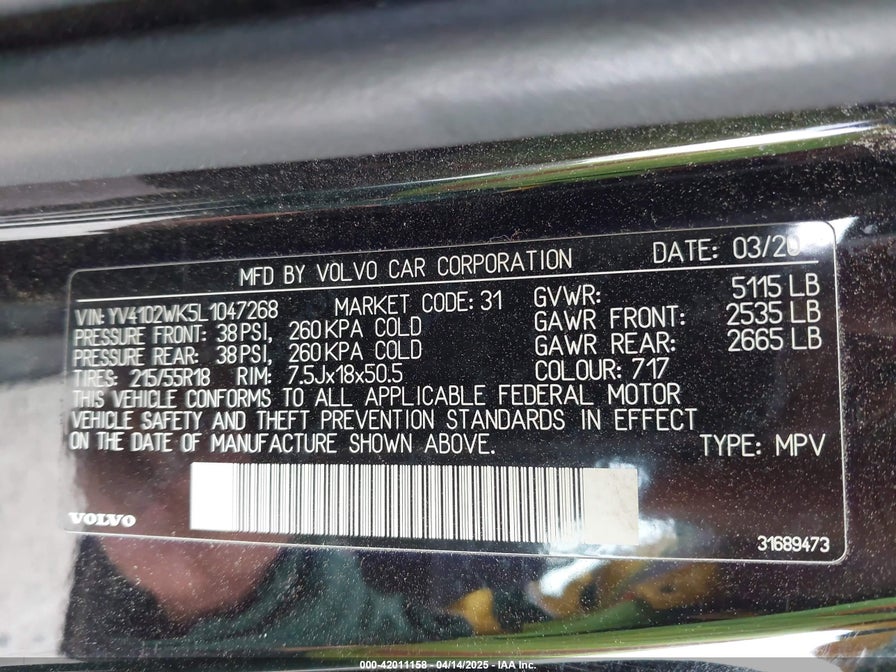 MFD BY VOLVO CAR CORPORATION DATE: 03/20
VIN: YV4102WK5L1047268 MARKET CODE: 31 GVWR: 5115 LB
PRESSURE FRONT: 38 PSI, 260 KPA COLD GAWR FRONT: 2535 LB
PRESSURE REAR: 38 PSI, 260 KPA COLD GAWR REAR: 2665 LB
TIRES: 215/55R18 RIM: 7.5Jx18x50.5 COLOUR: 717
THIS VEHICLE CONFORMS TO ALL APPLICABLE FEDERAL MOTOR
VEHICLE SAFETY AND THEFT PREVENTION STANDARDS IN EFFECT
ON THE DATE OF MANUFACTURE SHOWN ABOVE. TYPE: MPV
VOLVO
31689473
000-42011158 - 04/14/2025 - IAA Inc.